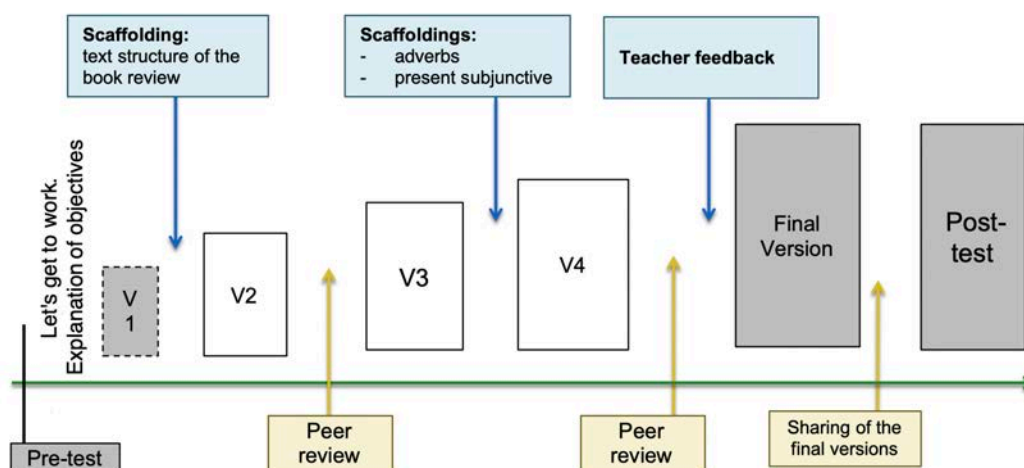 Scaffolding:
text structure of the
book review
Scaffoldings:
- adverbs
- present subjunctive
Teacher feedback
Let's get to work.
Explanation of objectives
V
1
V2
V3
V4
Final
Version
Post-
test
Pre-test
Peer
review
Peer
review
Sharing of the
final versions